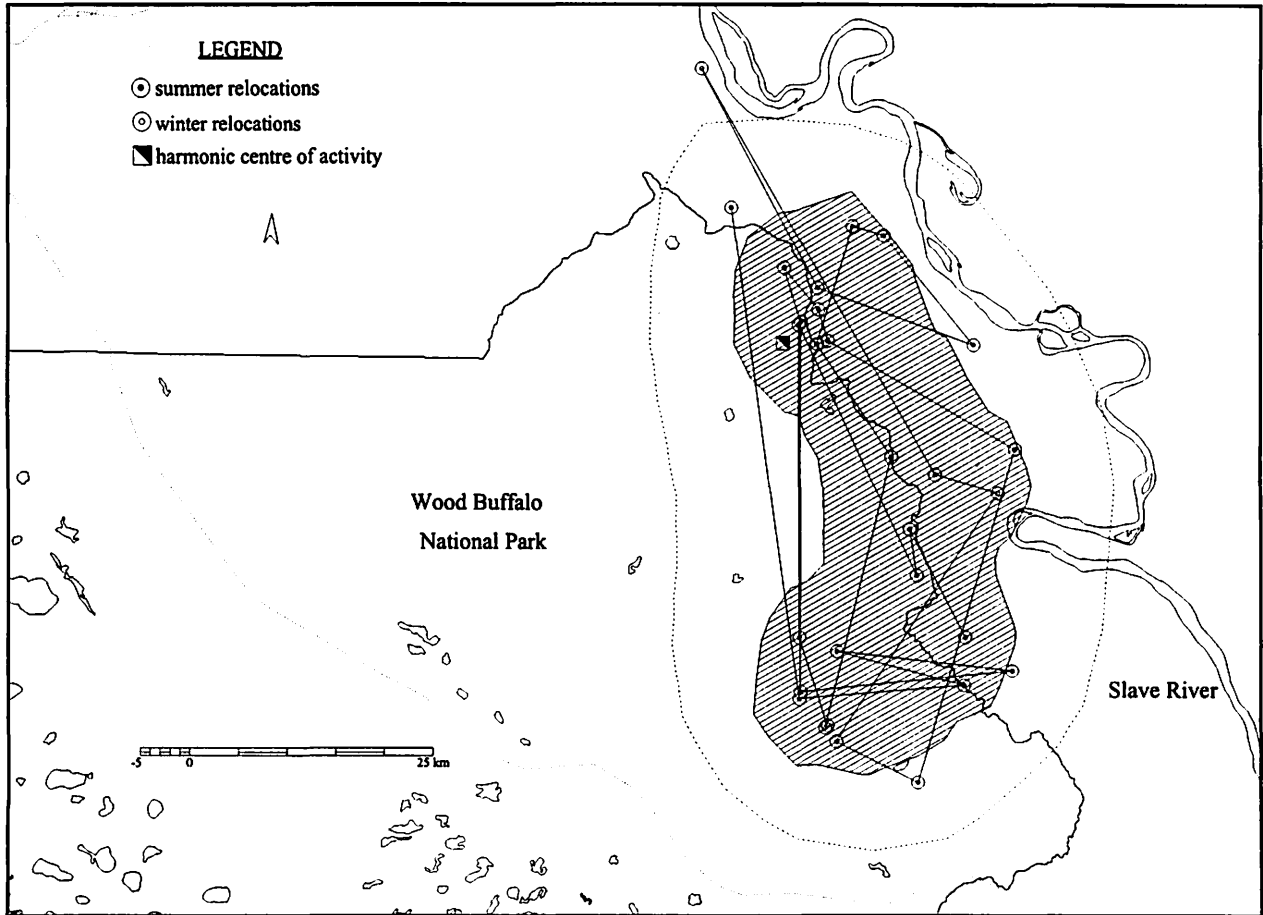 LEGEND
summer relocations
winter relocations
harmonic centre of activity
Wood Buffalo
National Park
Slave River
-5 0 25 km